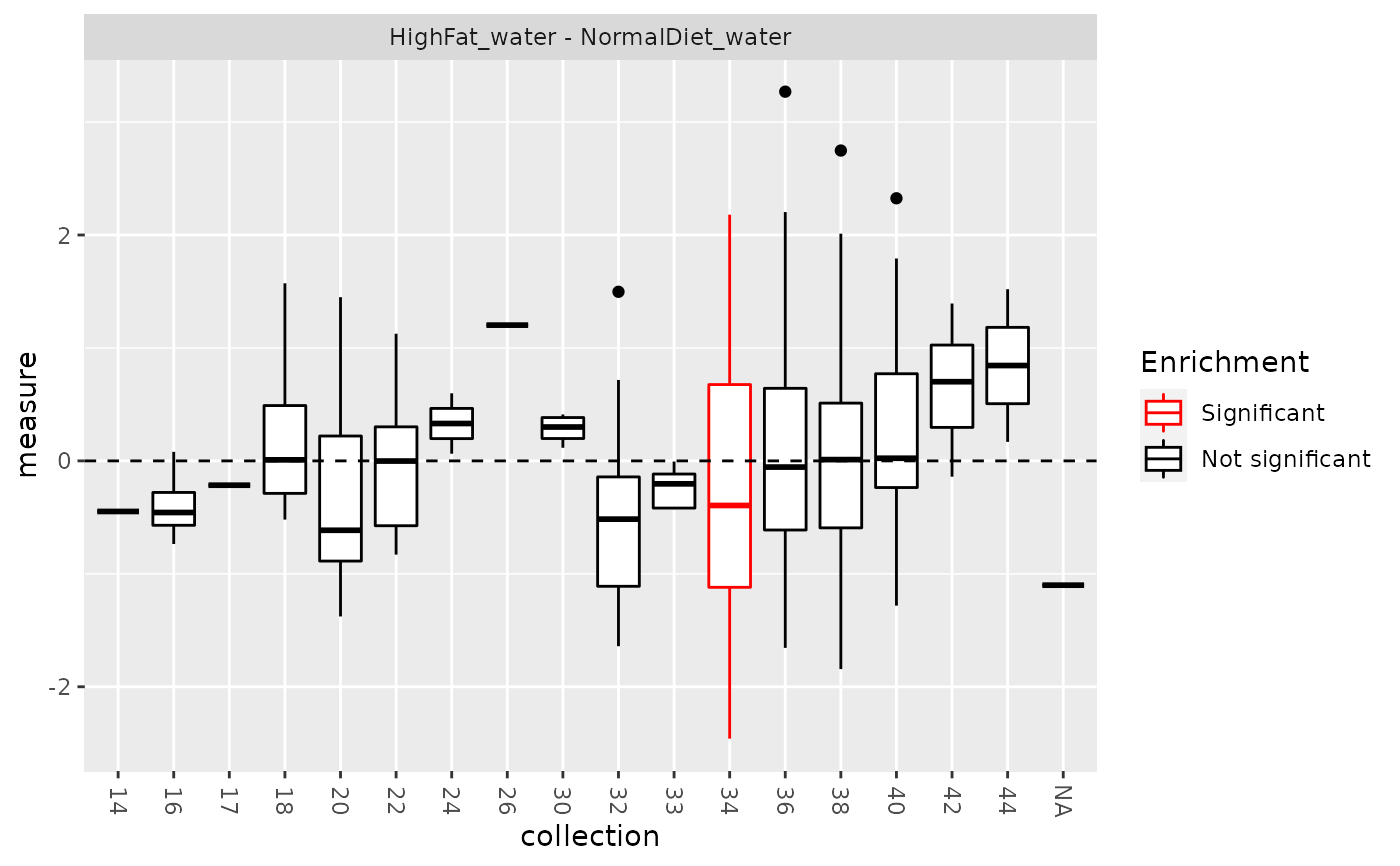 HighFat_water - NormalDiet_water
measure
2
0
-2
14 16 17 18 20 22 24 26 30 32 33 34 36 38 40 42 44 NA
collection
Enrichment
Significant
Not significant